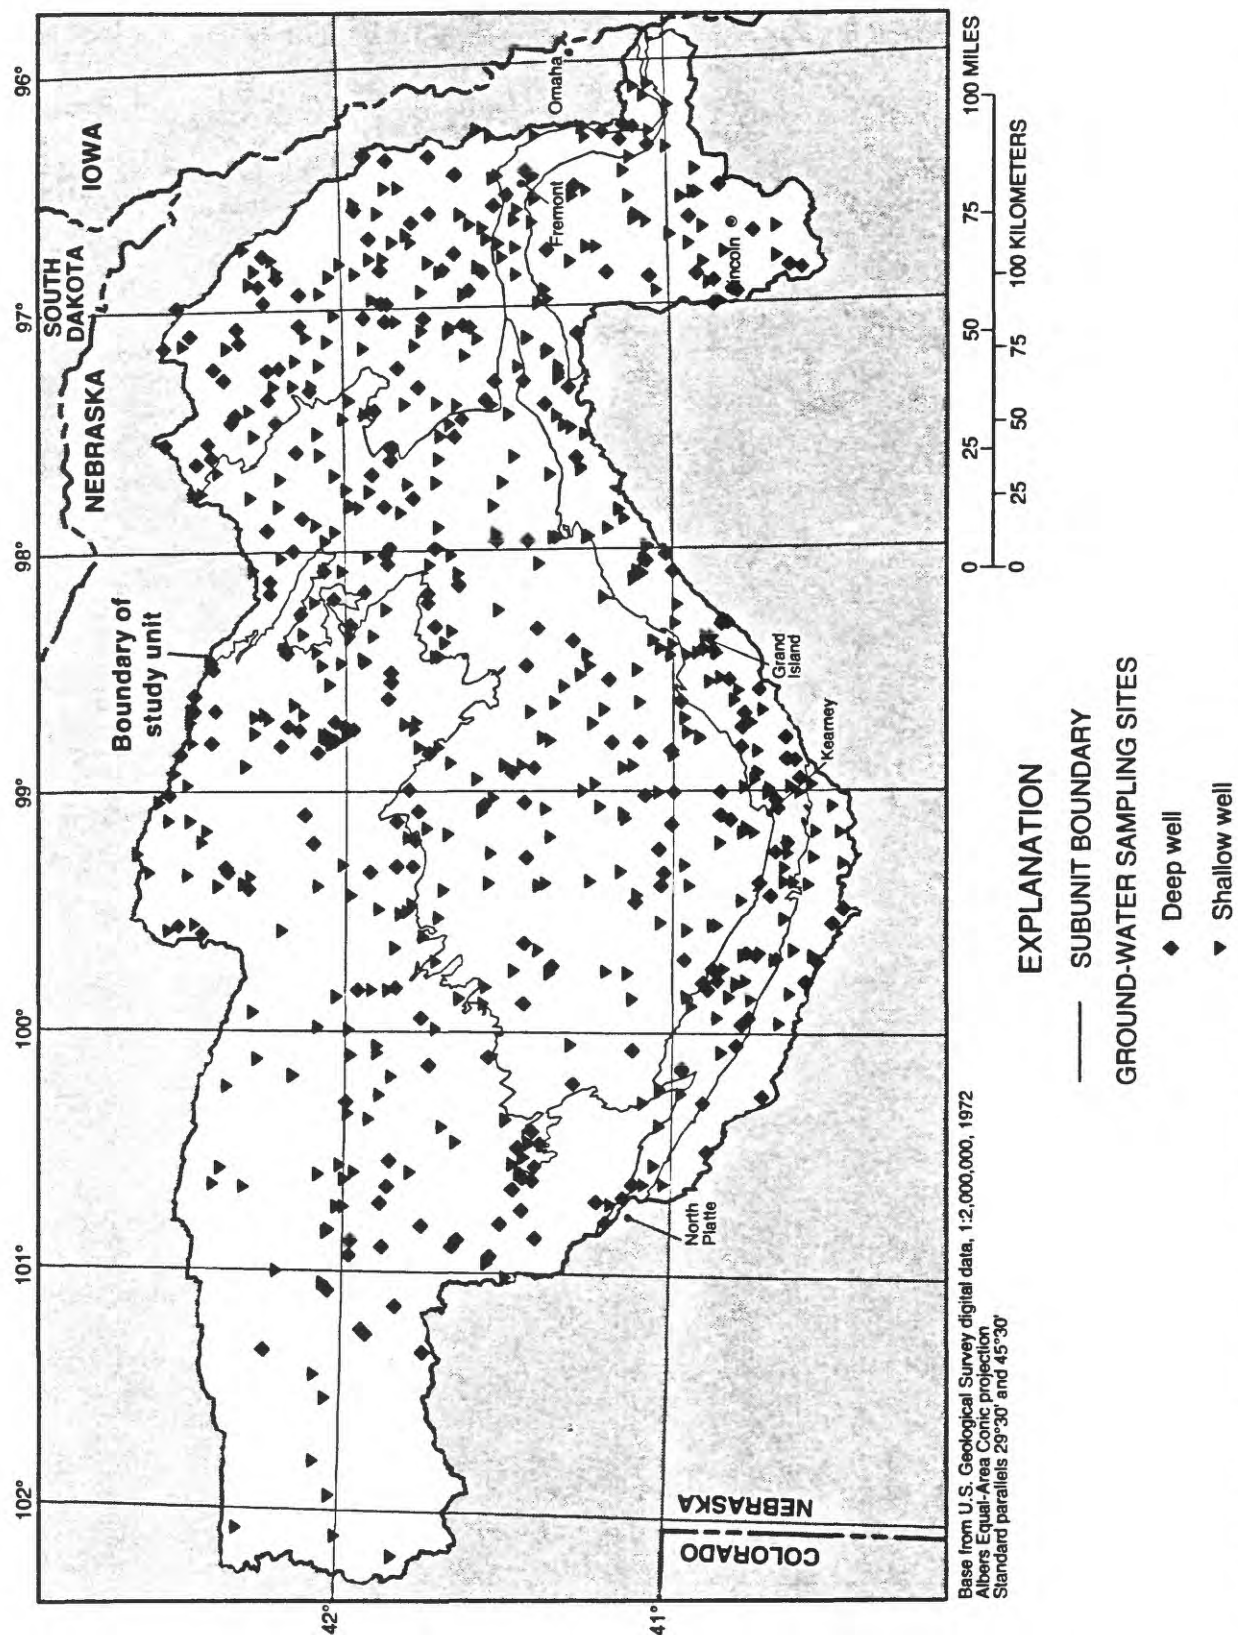 102°
101°
100°
99°
98°
97°
96°
42°
41°
SOUTH
DAKOTA
IOWA
NEBRASKA
Boundary of
study unit
Omaha
Fremont
Lincoln
Grand
Island
Kearney
North
Platte
COLORADO
NEBRASKA
Base from U.S. Geological Survey digital data, 1:2,000,000, 1972
Albers Equal-Area Conic projection
Standard parallels 29°30' and 45°30'
0 25 50 75 100 MILES
0 25 50 75 100 KILOMETERS
EXPLANATION
SUBUNIT BOUNDARY
GROUND-WATER SAMPLING SITES
Deep well
Shallow well